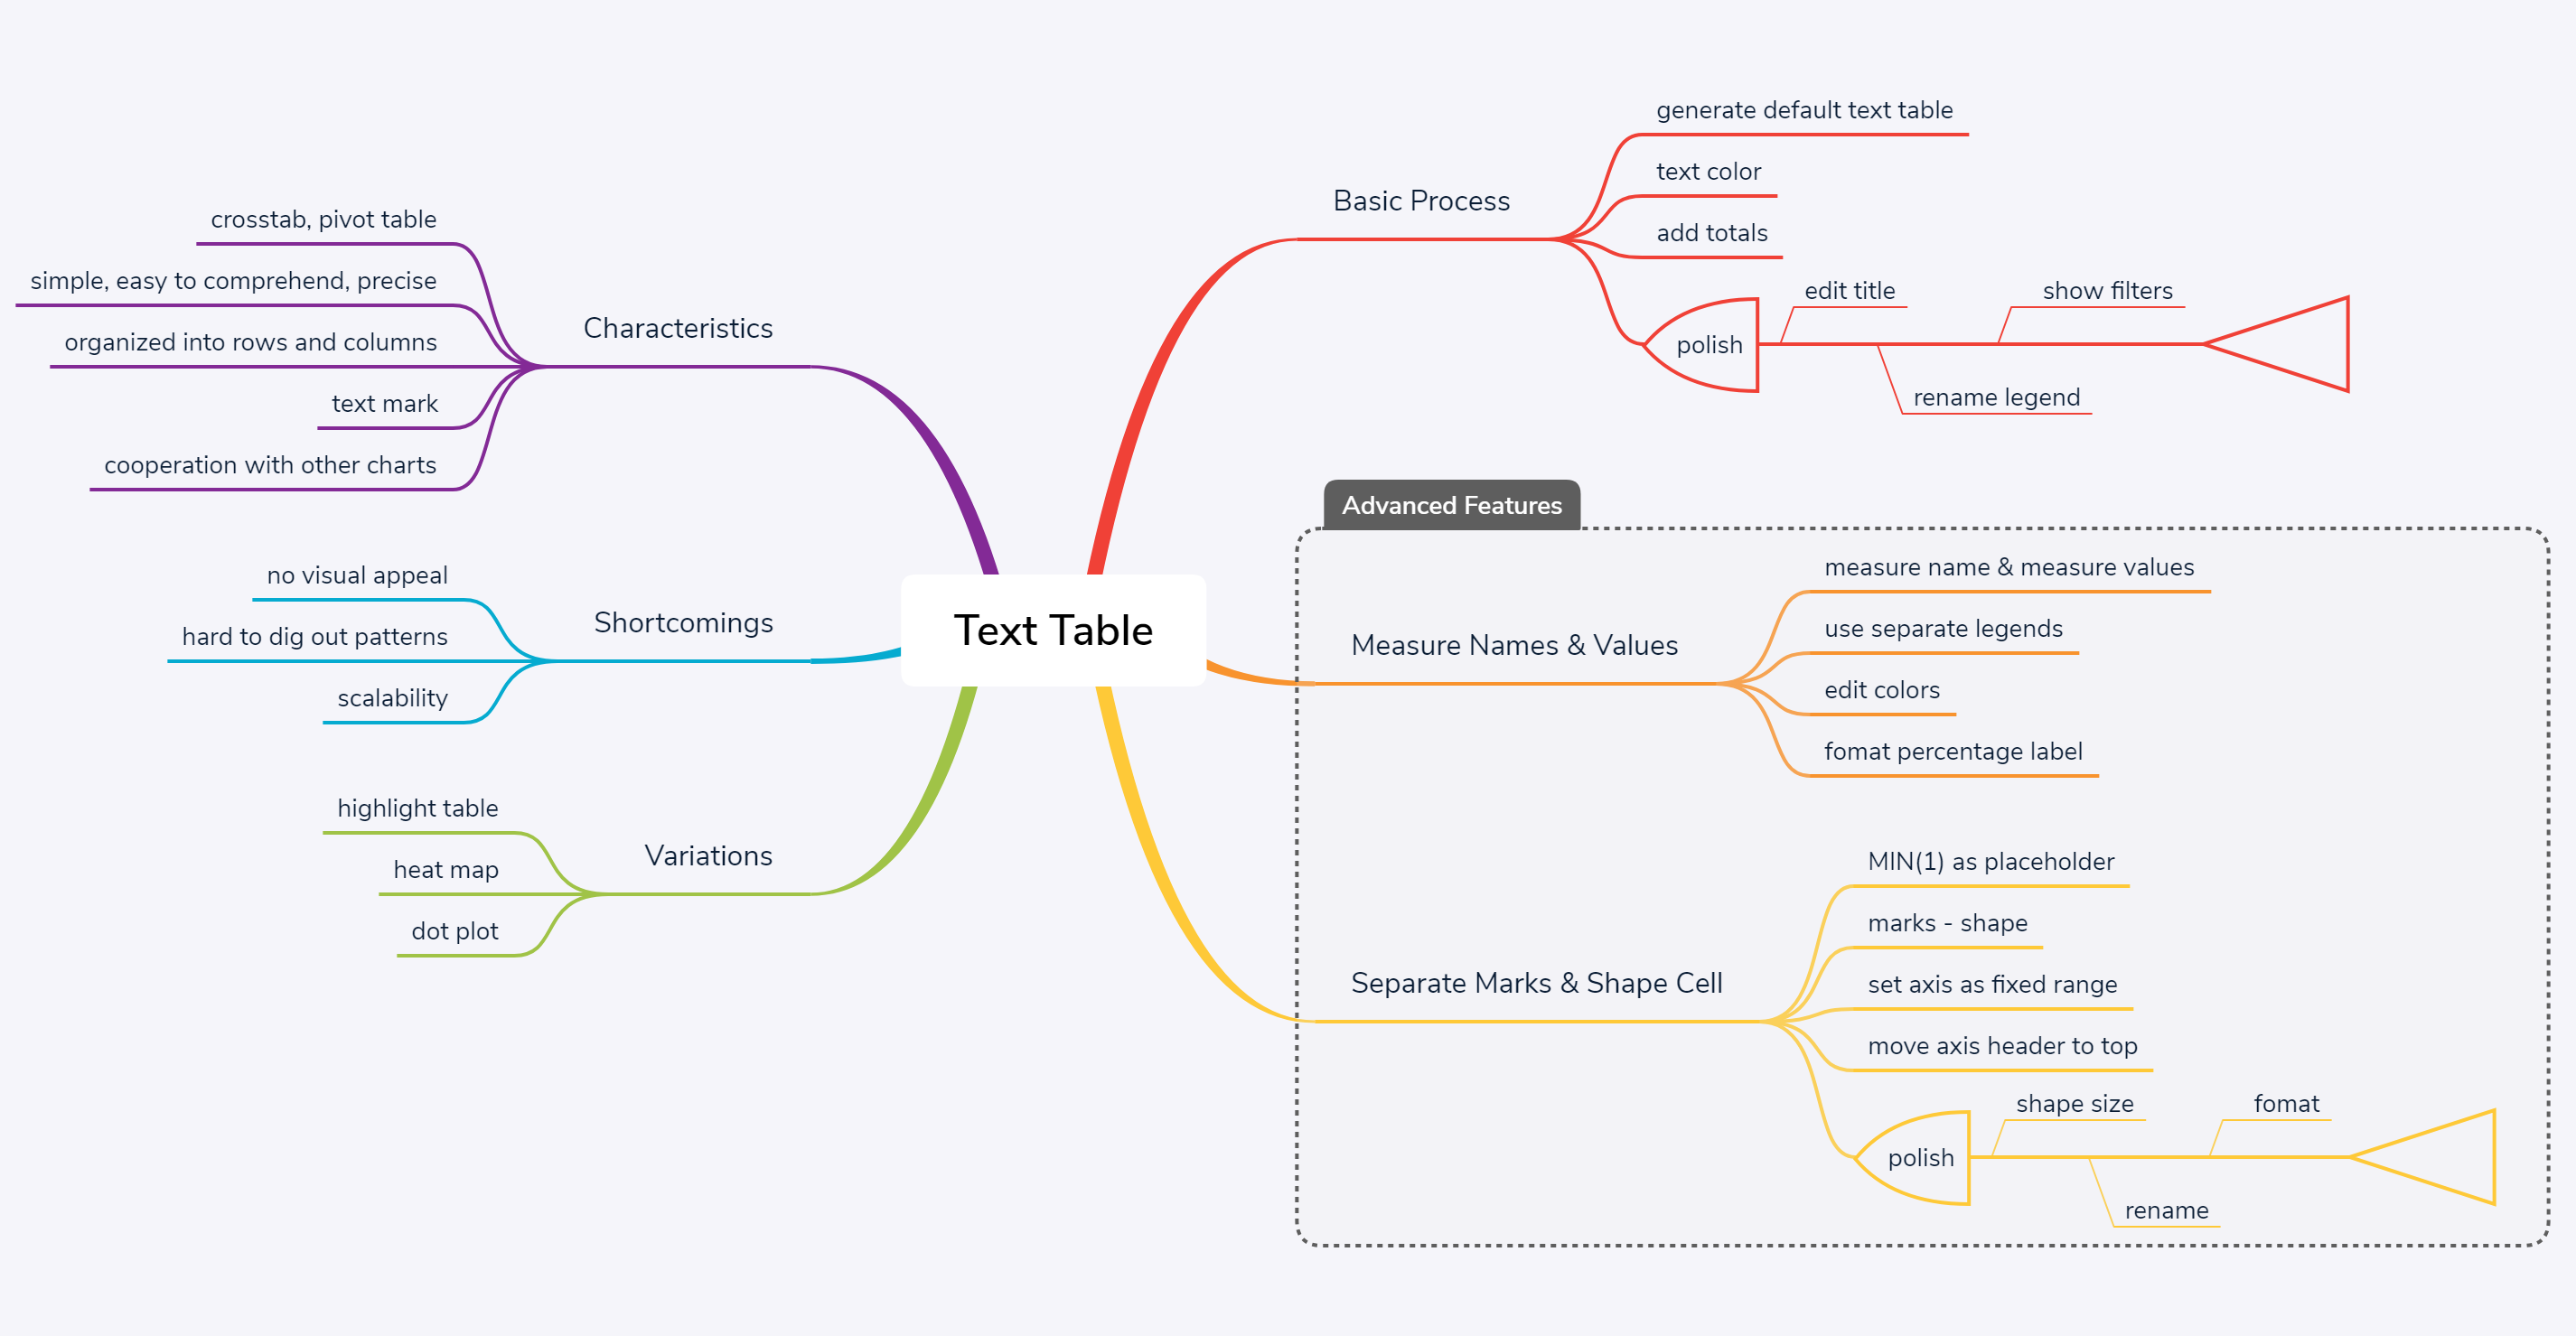 Text Table
Basic Process
generate default text table
text color
add totals
polish
edit title
show filters
rename legend
Advanced Features
Measure Names & Values
measure name & measure values
use separate legends
edit colors
fomat percentage label
Separate Marks & Shape Cell
MIN(1) as placeholder
marks - shape
set axis as fixed range
move axis header to top
polish
shape size
fomat
rename
Characteristics
crosstab, pivot table
simple, easy to comprehend, precise
organized into rows and columns
text mark
cooperation with other charts
Shortcomings
no visual appeal
hard to dig out patterns
scalability
Variations
highlight table
heat map
dot plot